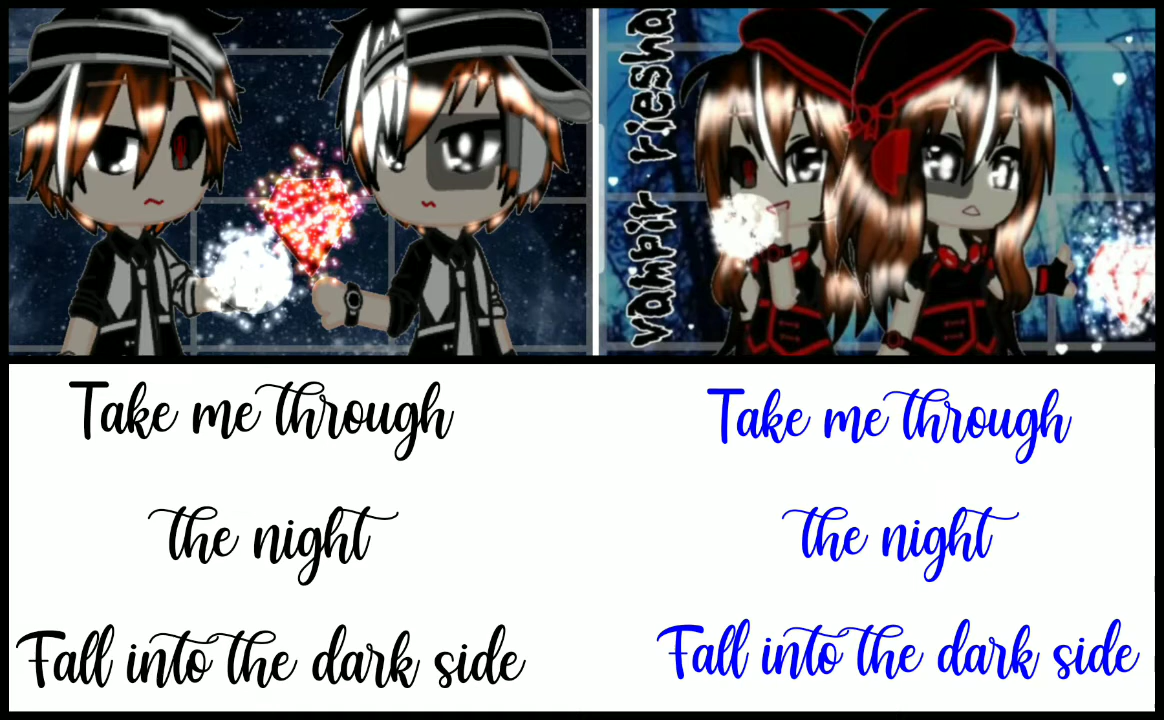 vampir riesha
Take me through
the night
Fall into the dark side
Take me through
the night
Fall into the dark side